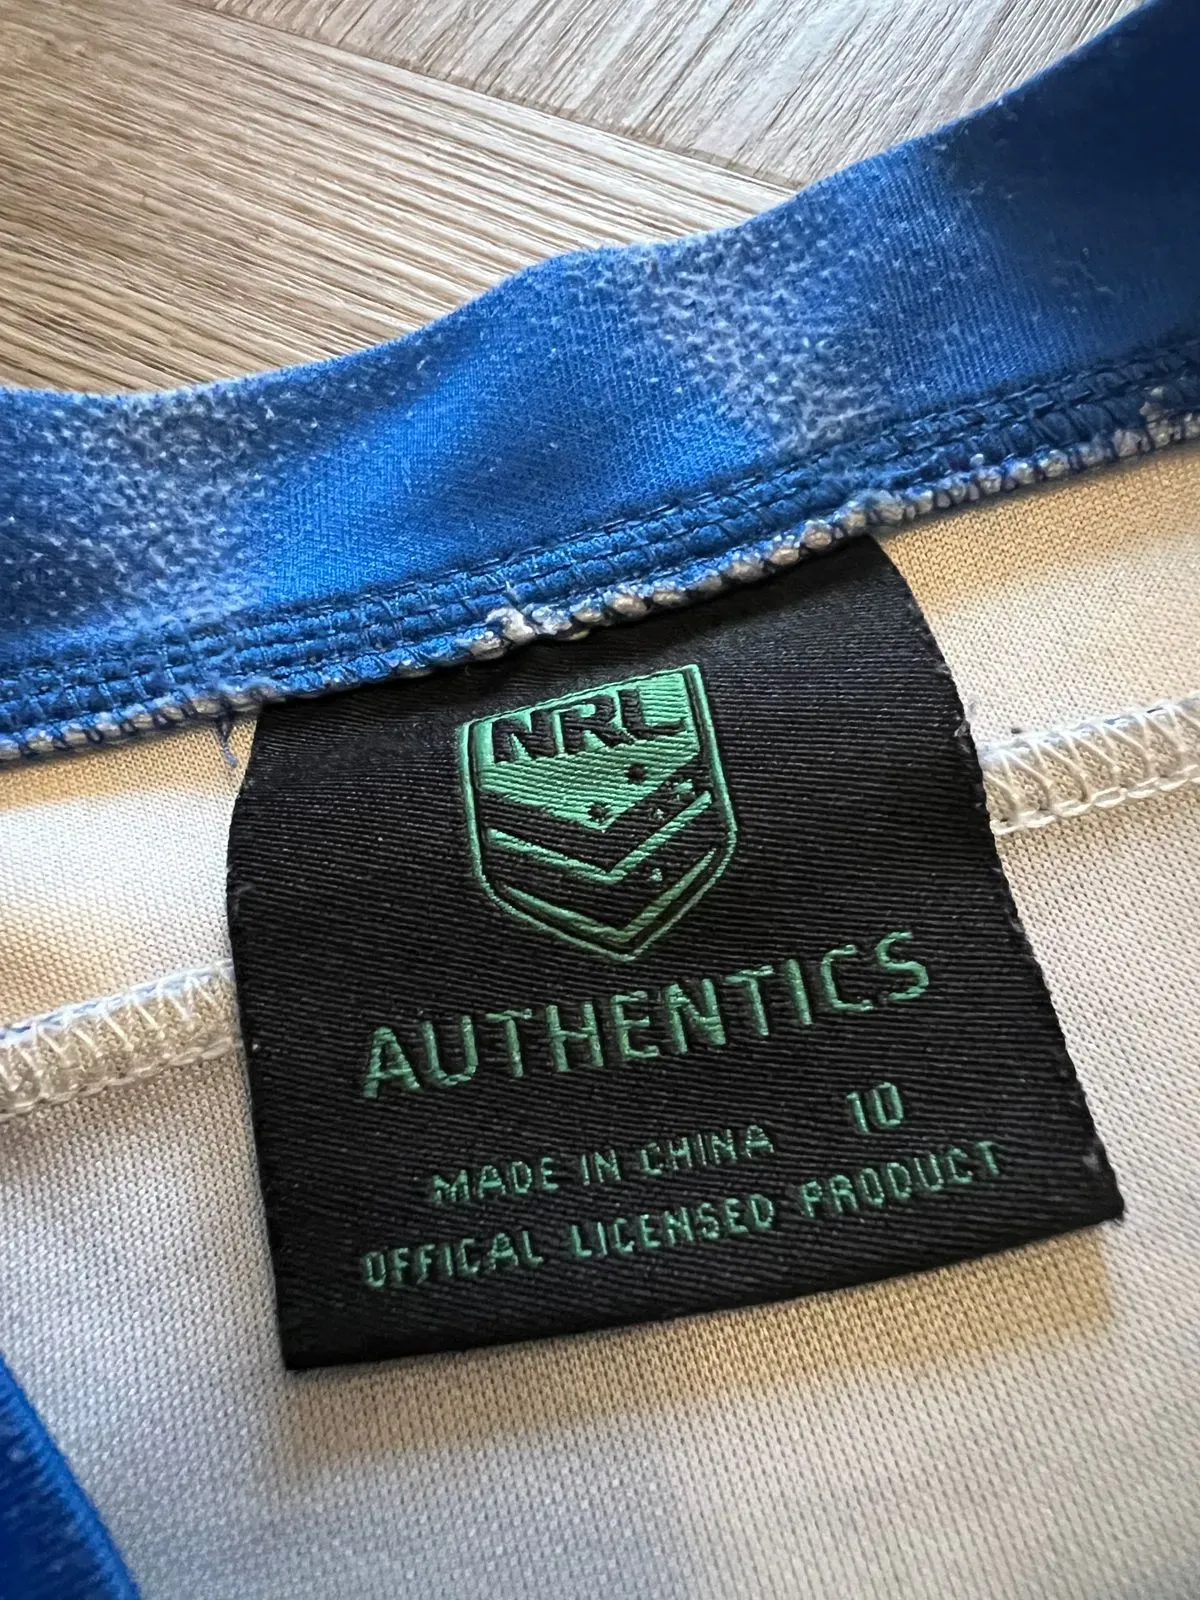 NRL
AUTHENTICS
10
MADE IN CHINA
OFFICAL LICENSED PRODUCT